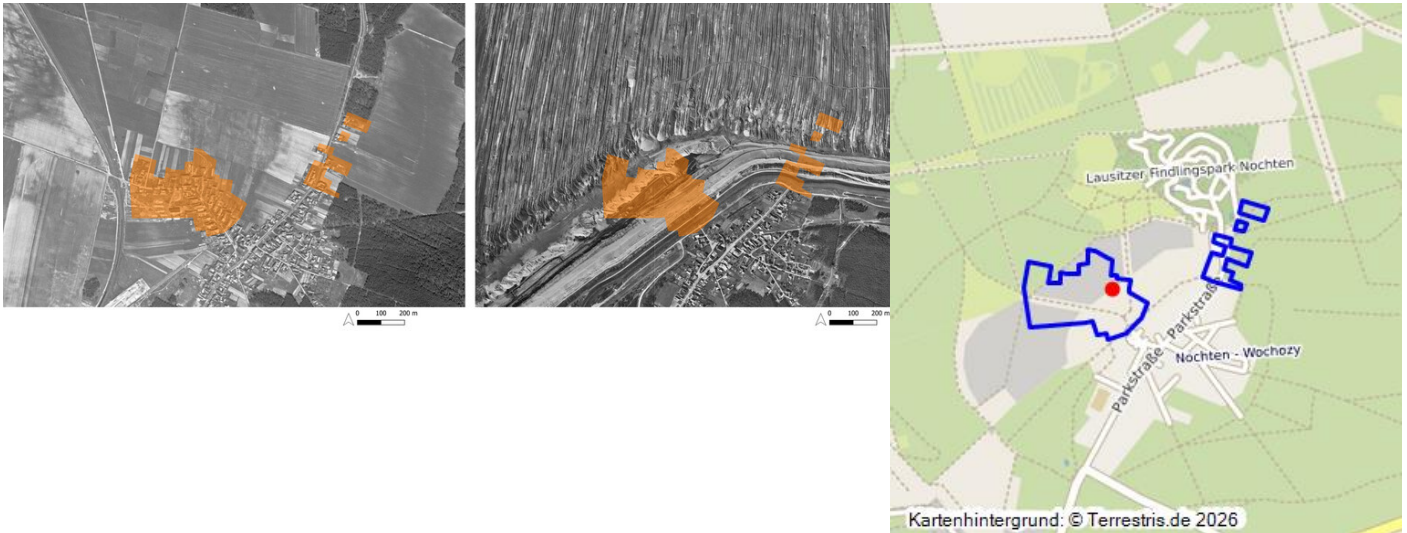 0 100 200 m
0 100 200 m
Lausitzer Findlingspark Nochten
Parkstraße
Parkstraße
Nochten - Wochozy
Kartenhintergrund: © Terrestris.de 2026